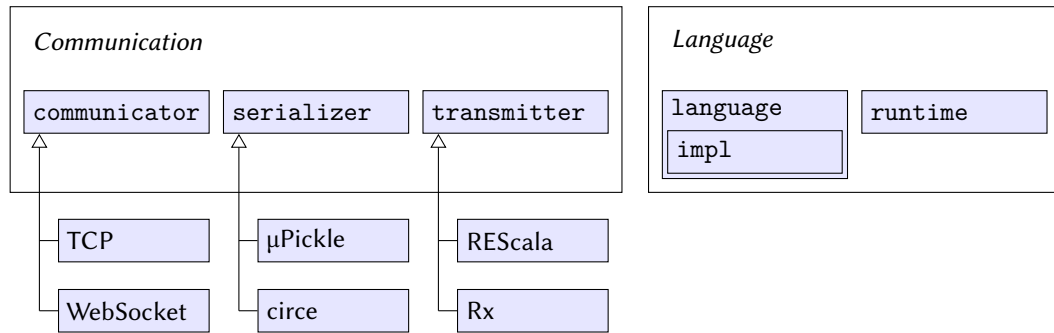 Communication
Language
communicator
serializer
transmitter
language
runtime
impl
TCP
µPickle
REScala
WebSocket
circe
Rx